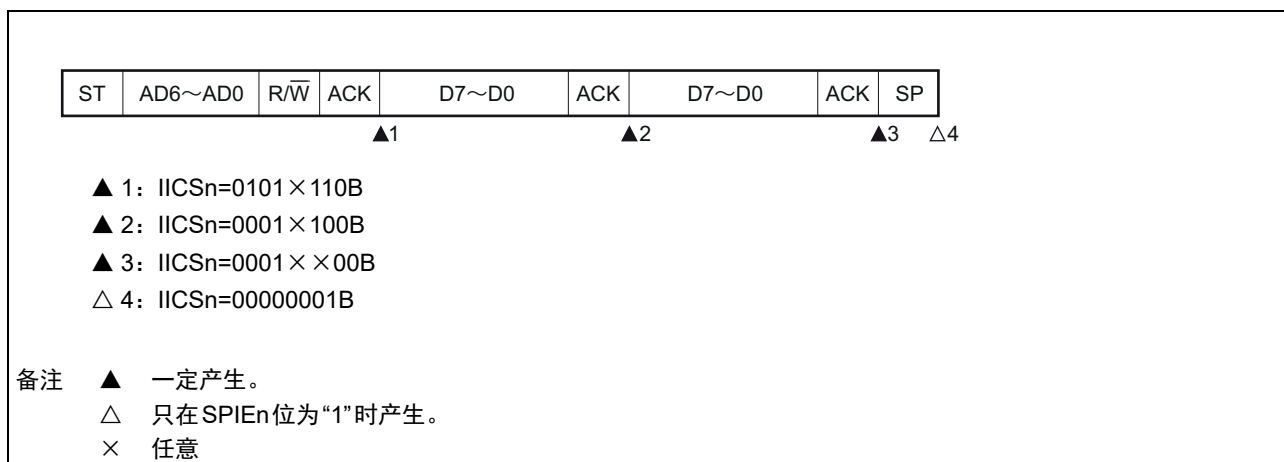 ST AD6～AD0 R/W̅ ACK D7～D0 ACK D7～D0 ACK SP
▲1 ▲2 ▲3 △4
▲ 1：IICSn=0101×110B
▲ 2：IICSn=0001×100B
▲ 3：IICSn=0001××00B
△ 4：IICSn=00000001B
备注 ▲ 一定产生。
△ 只在SPIEn位为“1”时产生。
× 任意